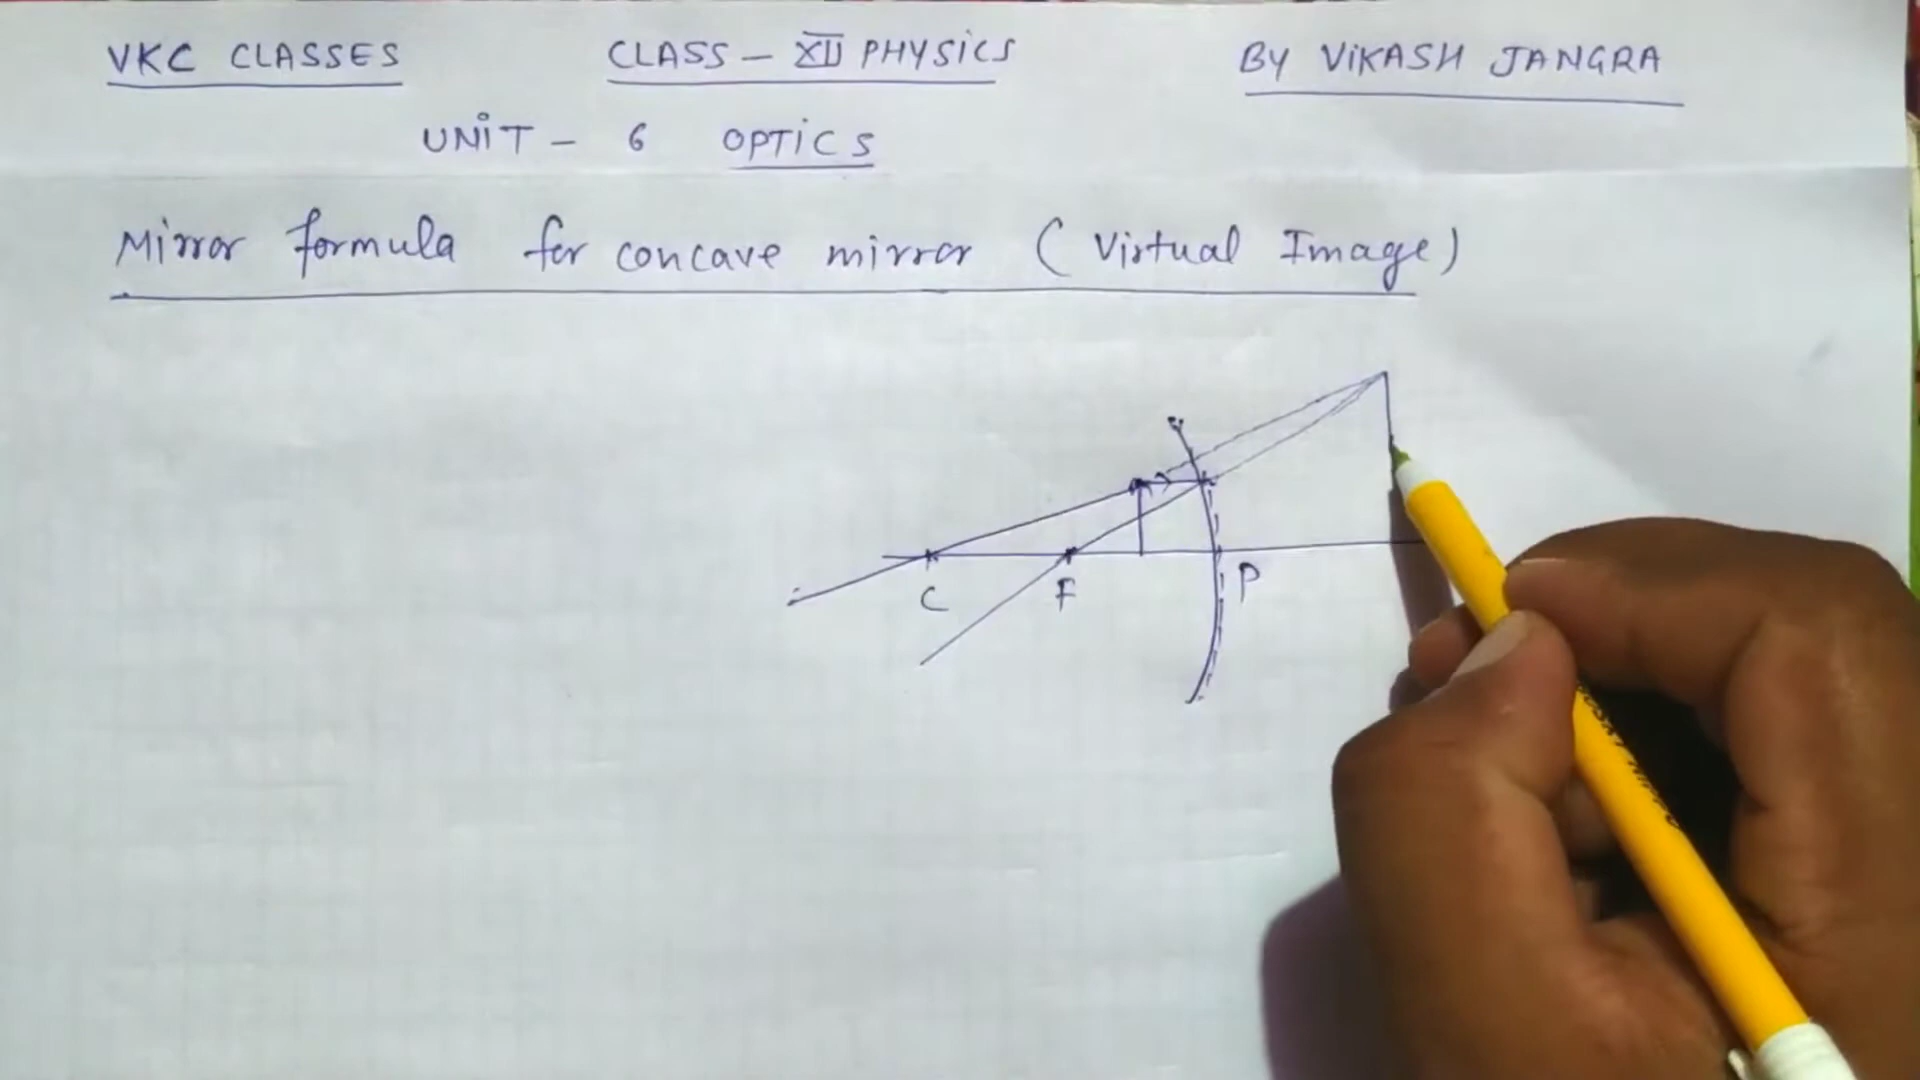 VKC CLASSES CLASS - XII PHYSICS BY VIKASH JANGRA
UNIT - 6 OPTICS
Mirror formula for concave mirror (Virtual Image)
C F P